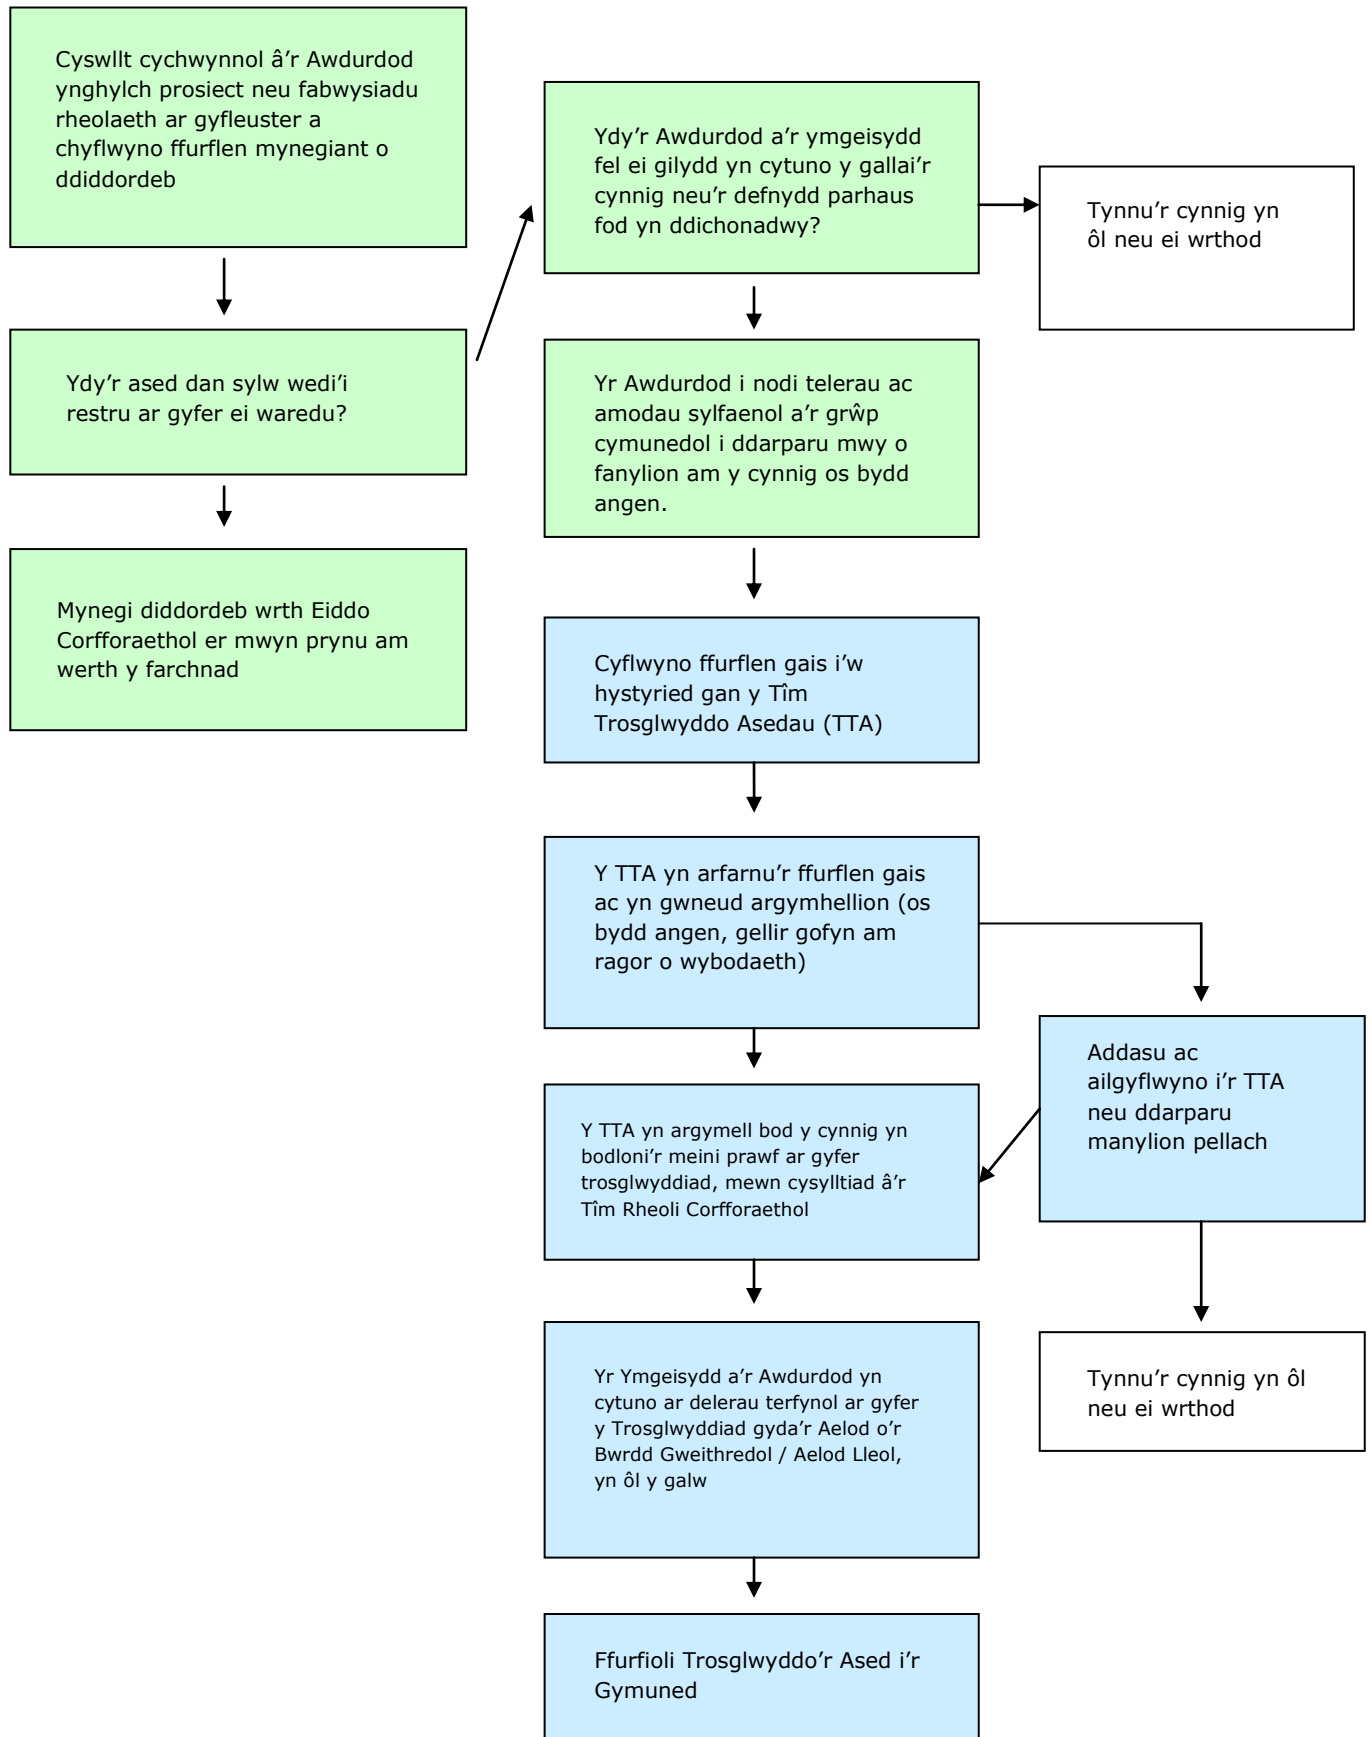 Cyswllt cychwynnol â'r Awdurdod
ynghylch prosiect neu fabwysiadu
rheolaeth ar gyfleuster a
chyflwyno ffurflen mynegiant o
ddiddordeb
Ydy'r ased dan sylw wedi'i
restru ar gyfer ei waredu?
Mynegi diddordeb wrth Eiddo
Corfforaethol er mwyn prynu am
werth y farchnad
Ydy'r Awdurdod a'r ymgeisydd
fel ei gilydd yn cytuno y gallai'r
cynnig neu'r defnydd parhaus
fod yn ddichonadwy?
Tynnu'r cynnig yn
ôl neu ei wrthod
Yr Awdurdod i nodi telerau ac
amodau sylfaenol a'r grŵp
cymunedol i ddarparu mwy o
fanylion am y cynnig os bydd
angen.
Cyflwyno ffurflen gais i'w
hystyried gan y Tîm
Trosglwyddo Asedau (TTA)
Y TTA yn arfarnu'r ffurflen gais
ac yn gwneud argymhellion (os
bydd angen, gellir gofyn am
ragor o wybodaeth)
Addasu ac
ailgyflwyno i'r TTA
neu ddarparu
manylion pellach
Y TTA yn argymell bod y cynnig yn
bodloni'r meini prawf ar gyfer
trosglwyddiad, mewn cysylltiad â'r
Tîm Rheoli Corfforaethol
Tynnu'r cynnig yn ôl
neu ei wrthod
Yr Ymgeisydd a'r Awdurdod yn
cytuno ar delerau terfynol ar gyfer
y Trosglwyddiad gyda'r Aelod o'r
Bwrdd Gweithredol / Aelod Lleol,
yn ôl y galw
Ffurfioli Trosglwyddo'r Ased i'r
Gymuned